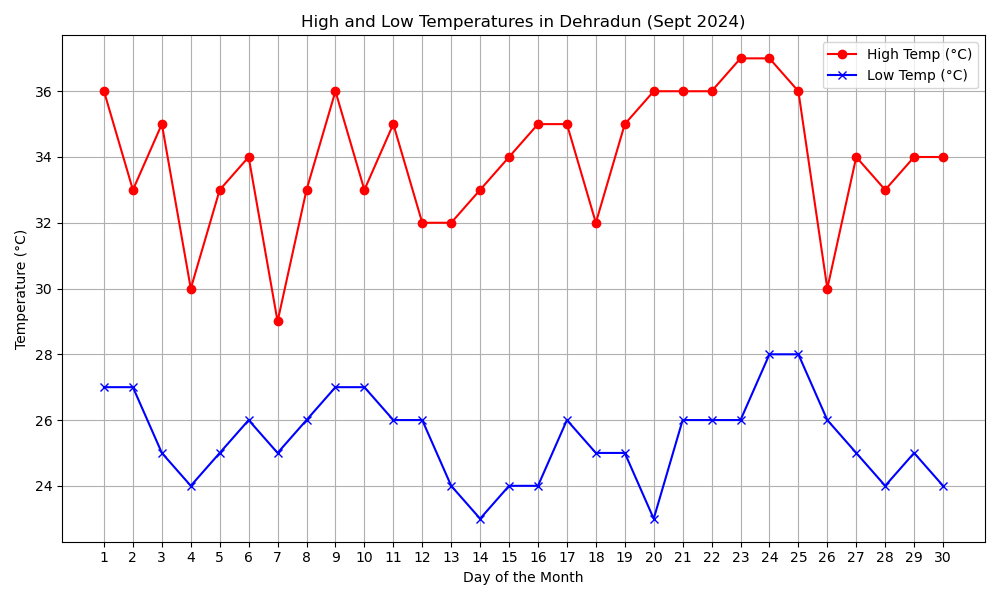 High and Low Temperatures in Dehradun (Sept 2024)
High Temp (°C)
Low Temp (°C)
Temperature (°C)
36
34
32
30
28
26
24
1 2 3 4 5 6 7 8 9 10 11 12 13 14 15 16 17 18 19 20 21 22 23 24 25 26 27 28 29 30
Day of the Month